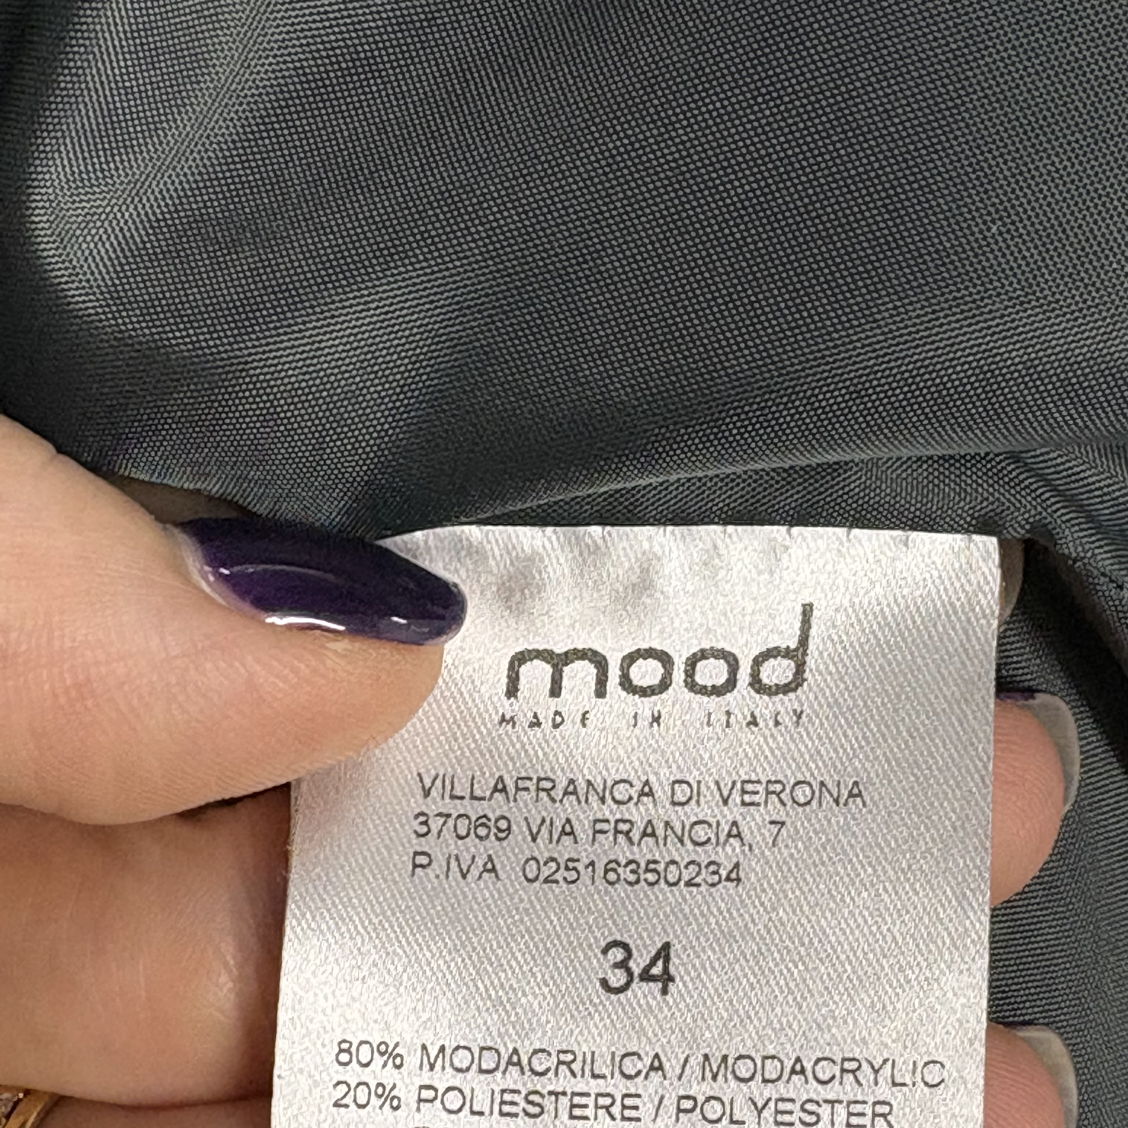 mood
MADE IN ITALY
VILLAFRANCA DI VERONA
37069 VIA FRANCIA, 7
P.IVA 02516350234
34
80% MODACRILICA / MODACRYLIC
20% POLIESTERE / POLYESTER